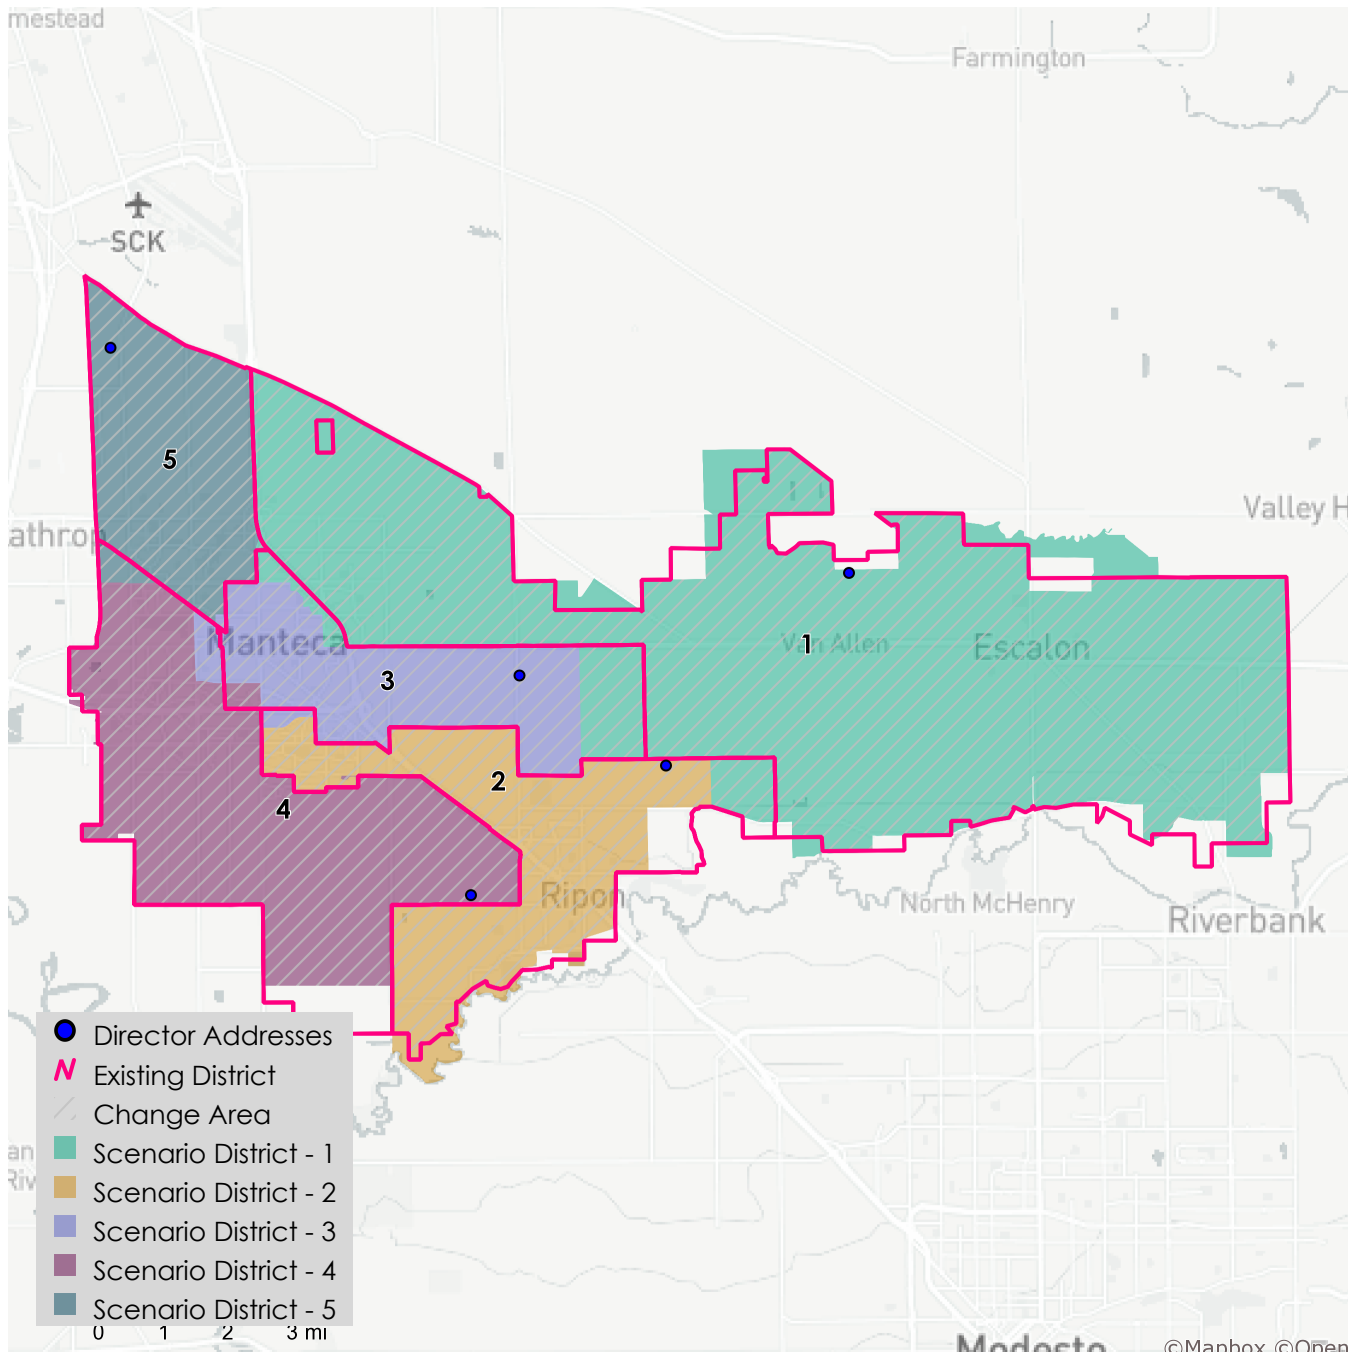 mestead
Farmington
SCK
5
Valley H
athrop
Manteca
Van Allen
1
Escalon
3
2
4
Ripon
North McHenry
Riverbank
Director Addresses
Existing District
Change Area
an
Scenario District - 1
Riv
Scenario District - 2
Scenario District - 3
Scenario District - 4
Scenario District - 5
0 1 2 3 mi
Modesto
©Mapbox ©Open